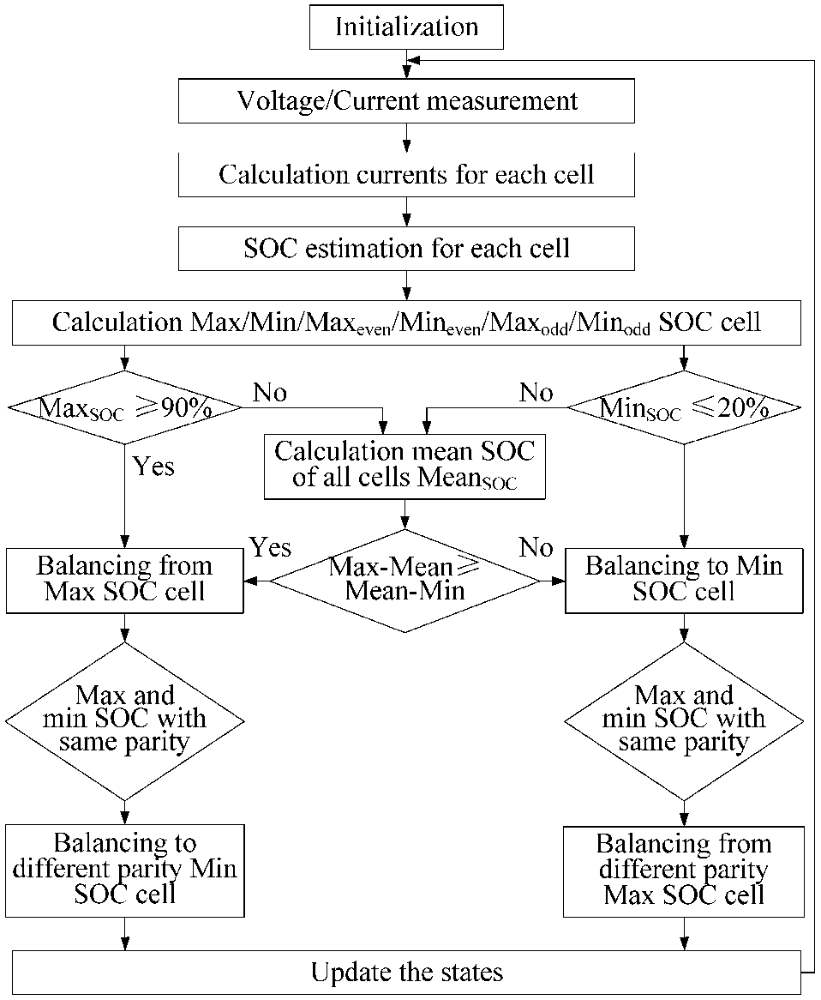 Initialization
Voltage/Current measurement
Calculation currents for each cell
SOC estimation for each cell
Calculation Max/Min/Maxeven/Mineven/Maxodd/Minodd SOC cell
MaxSOC ⩾90%
No
No
MinSOC ⩽20%
Yes
Calculation mean SOC
of all cells MeanSOC
Yes
No
Balancing from
Max SOC cell
Max-Mean⩾
Mean-Min
Balancing to Min
SOC cell
Max and
min SOC with
same parity
Max and
min SOC with
same parity
Balancing to
different parity Min
SOC cell
Balancing from
different parity
Max SOC cell
Update the states